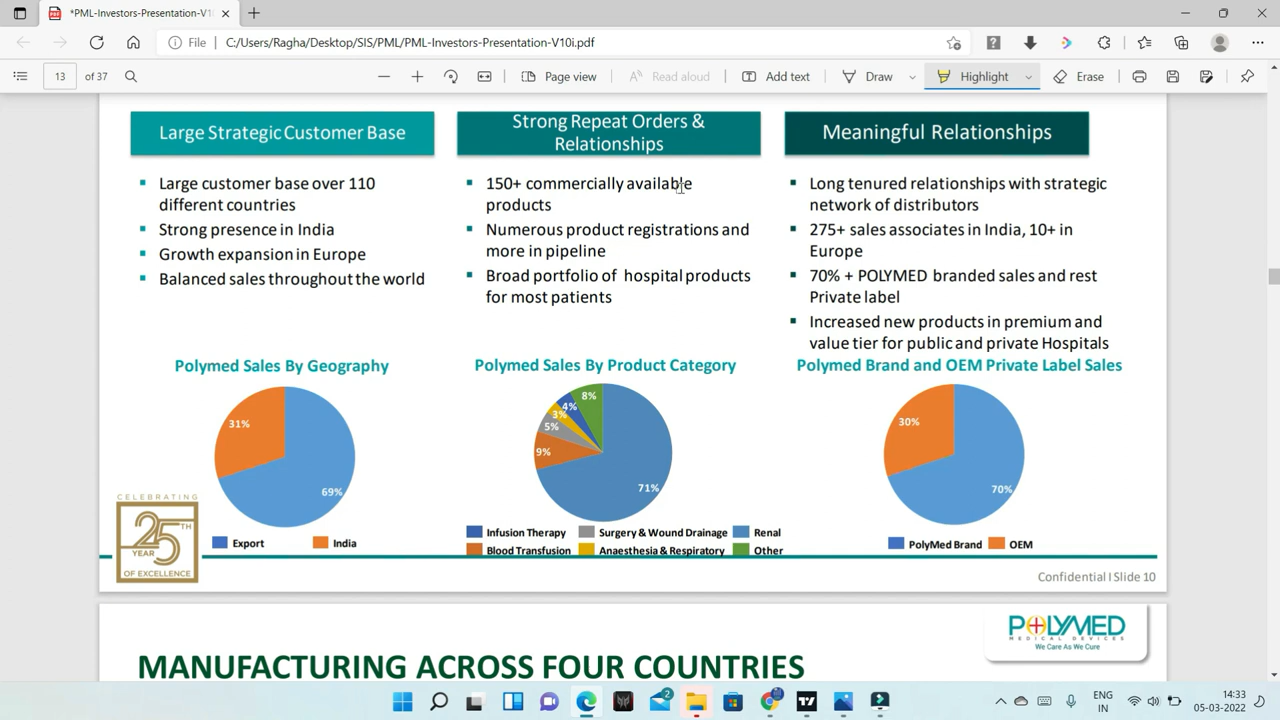 *PML-Investors-Presentation-V10i
File
C:/Users/Ragha/Desktop/SIS/PML/PML-Investors-Presentation-V10i.pdf
13 of 37
Page view
Read aloud
Add text
Draw
Highlight
Erase
Large Strategic Customer Base
Large customer base over 110
different countries
Strong presence in India
Growth expansion in Europe
Balanced sales throughout the world
Strong Repeat Orders &
Relationships
150+ commercially available
products
Numerous product registrations and
more in pipeline
Broad portfolio of hospital products
for most patients
Meaningful Relationships
Long tenured relationships with strategic
network of distributors
275+ sales associates in India, 10+ in
Europe
70% + POLYMED branded sales and rest
Private label
Increased new products in premium and
value tier for public and private Hospitals
Polymed Sales By Geography
31%
69%
Export
India
Polymed Sales By Product Category
8%
4%
3%
5%
9%
71%
Infusion Therapy
Surgery & Wound Drainage
Renal
Blood Transfusion
Anaesthesia & Respiratory
Other
Polymed Brand and OEM Private Label Sales
30%
70%
PolyMed Brand
OEM
CELEBRATING
25TH
YEAR
OF EXCELLENCE
Confidential I Slide 10
POLYMED
MEDICAL DEVICES
We Care As We Cure
MANUFACTURING ACROSS FOUR COUNTRIES
2
ENG
IN
14:33
05-03-2022